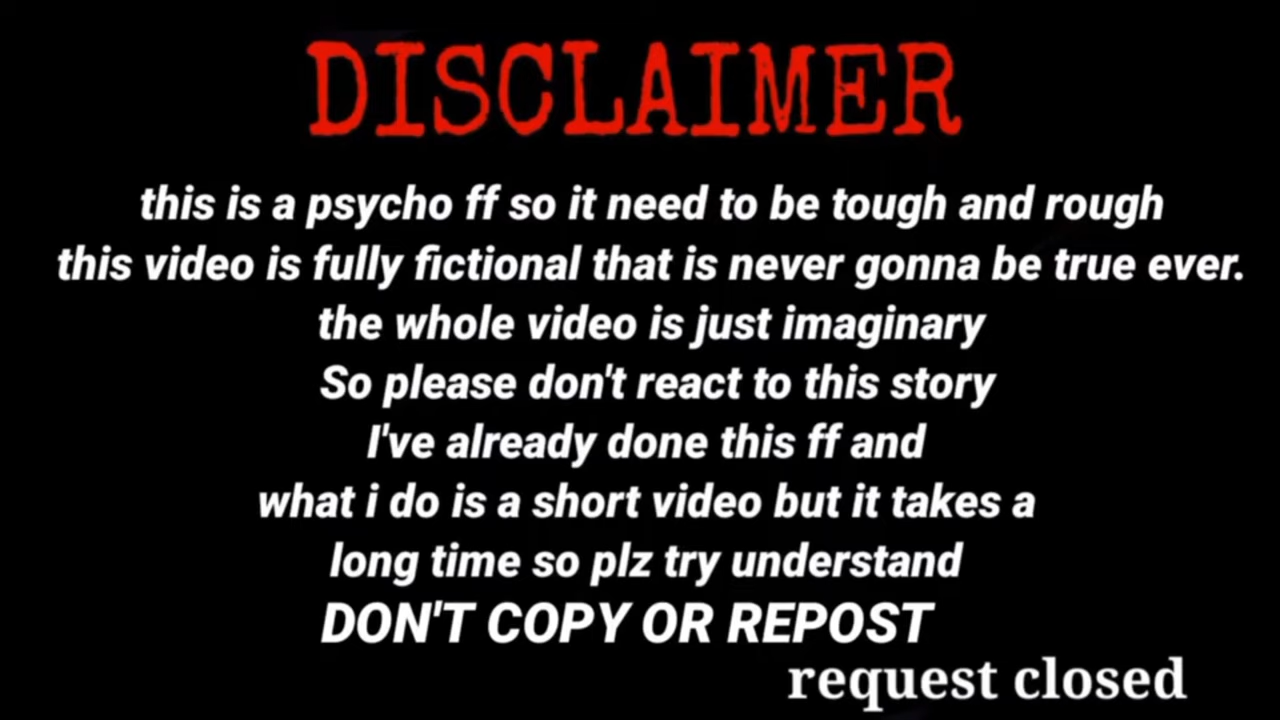 DISCLAIMER
this is a psycho ff so it need to be tough and rough
this video is fully fictional that is never gonna be true ever.
the whole video is just imaginary
So please don't react to this story
I've already done this ff and
what i do is a short video but it takes a
long time so plz try understand
DON'T COPY OR REPOST
request closed